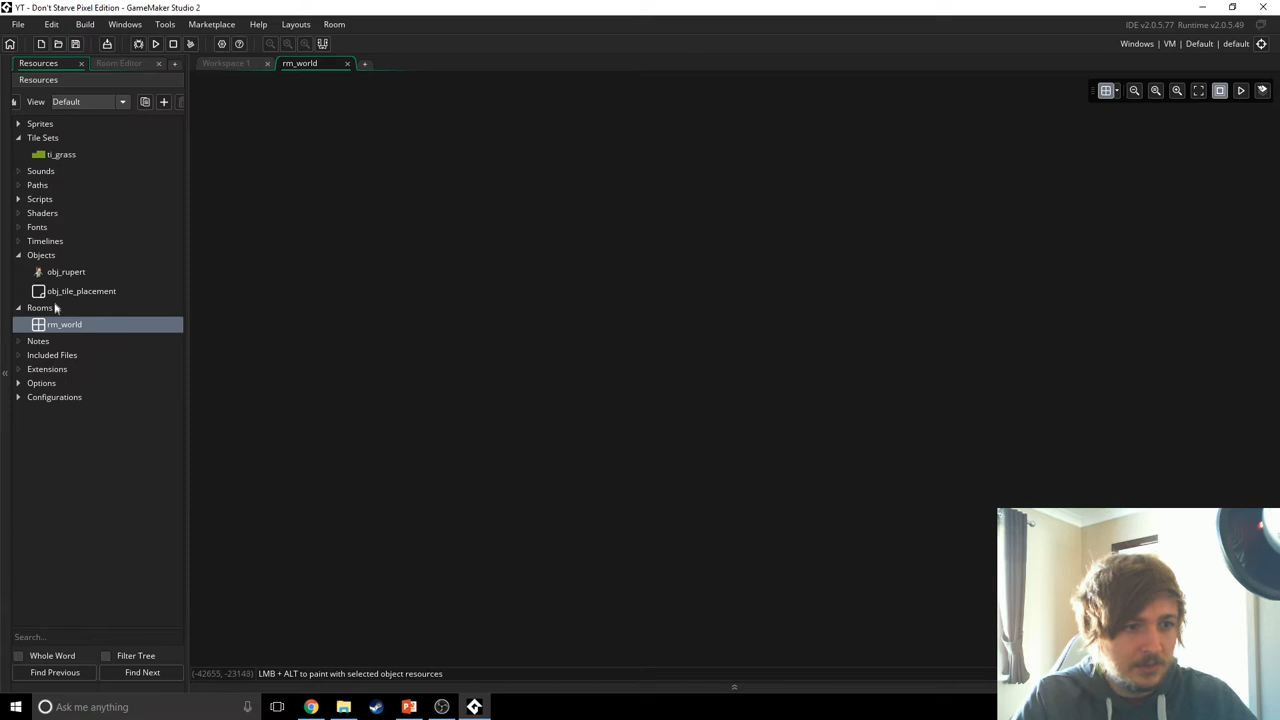 YT - Don't Starve Pixel Edition - GameMaker Studio 2
File Edit Build Windows Tools Marketplace Help Layouts Room
IDE v2.0.5.77 Runtime v2.0.5.49
Windows | VM | Default | default
Resources Room Editor
Workspace 1 rm_world
Resources
View Default
Sprites
Tile Sets
ti_grass
Sounds
Paths
Scripts
Shaders
Fonts
Timelines
Objects
obj_rupert
obj_tile_placement
Rooms
rm_world
Notes
Included Files
Extensions
Options
Configurations
Search...
Whole Word Filter Tree
Find Previous Find Next
(-42655, -23148) LMB + ALT to paint with selected object resources
Ask me anything